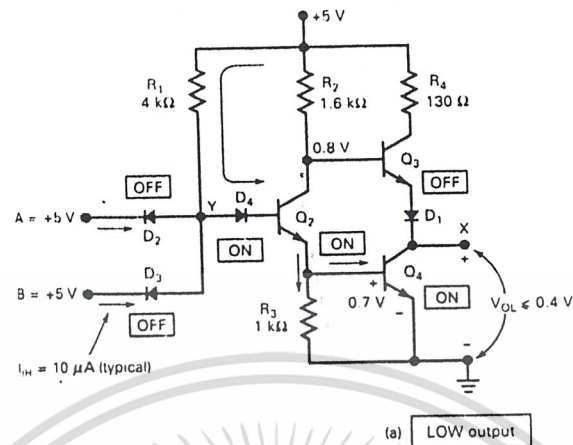 +5 V
R1
4 kΩ
R2
1.6 kΩ
R4
130 Ω
0.8 V
Q3
OFF
OFF
Y
D4
D1
A = +5 V
D2
Q2
ON
X
+
ON
D3
Q4
ON
B = +5 V
+
0.7 V
−
VOL ≤ 0.4 V
OFF
R3
1 kΩ
−
IIH = 10 μA (typical)
(a) LOW output